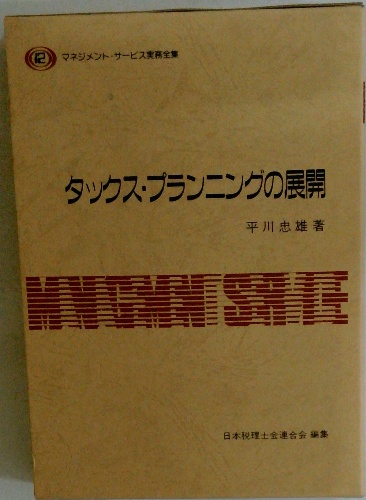 12 マネジメント・サービス実務全集
タックス・プランニングの展開
平川忠雄著
MANAGEMENT SERVICE
日本税理士会連合会 編集